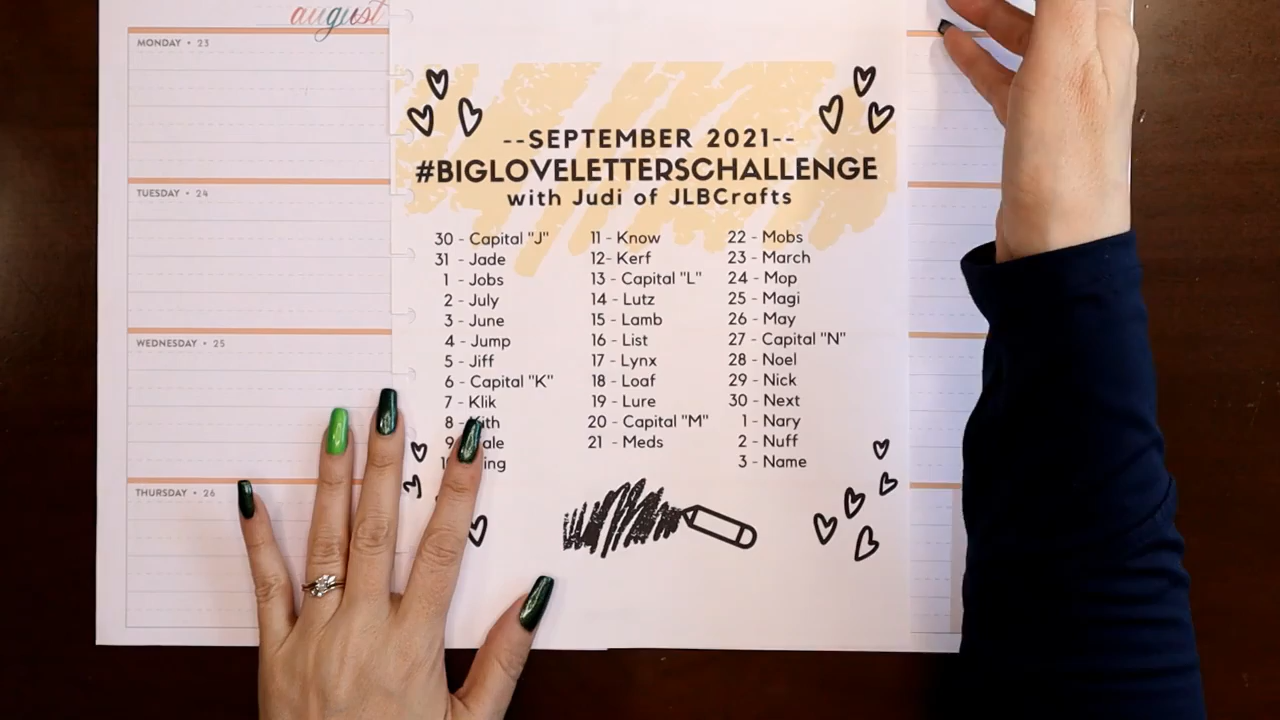 august
MONDAY • 23
TUESDAY • 24
WEDNESDAY • 25
THURSDAY • 26
--SEPTEMBER 2021--
#BIGLOVELETTERSCHALLENGE
with Judi of JLBCrafts
30 - Capital "J"
31 - Jade
1 - Jobs
2 - July
3 - June
4 - Jump
5 - Jiff
6 - Capital "K"
7 - Klik
8 -
9
11 - Know
12- Kerf
13 - Capital "L"
14 - Lutz
15 - Lamb
16 - List
17 - Lynx
18 - Loaf
19 - Lure
20 - Capital "M"
21 - Meds
22 - Mobs
23 - March
24 - Mop
25 - Magi
26 - May
27 - Capital "N"
28 - Noel
29 - Nick
30 - Next
1 - Nary
2 - Nuff
3 - Name